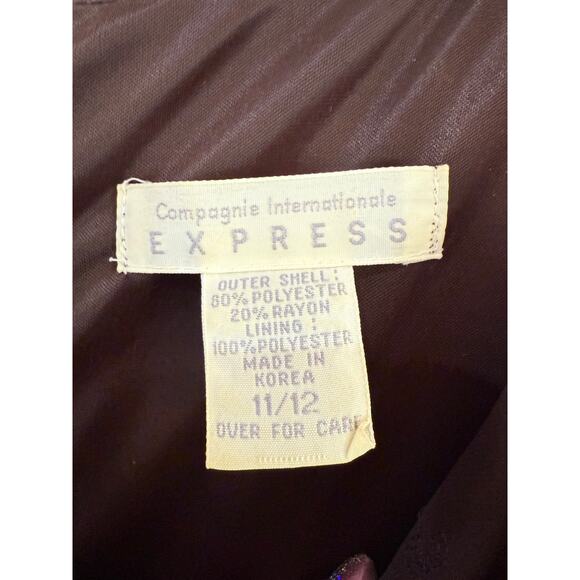 Compagnie Internationale
EXPRESS
OUTER SHELL:
80% POLYESTER
20% RAYON
LINING:
100% POLYESTER
MADE IN
KOREA
11/12
OVER FOR CARE